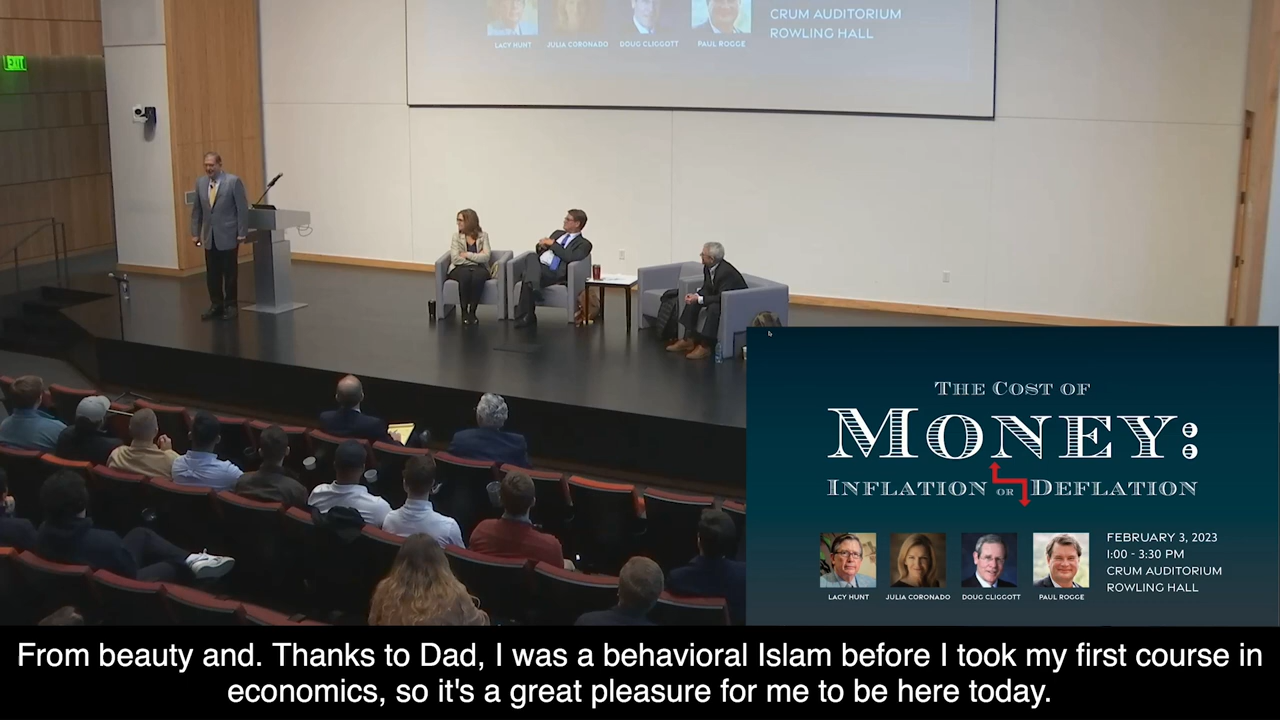 EXIT
CRUM AUDITORIUM
ROWLING HALL
LACY HUNT JULIA CORONADO DOUG CLIGGOTT PAUL ROGGE
THE COST OF
MONEY:
INFLATION OR DEFLATION
FEBRUARY 3, 2023
1:00 - 3:30 PM
CRUM AUDITORIUM
ROWLING HALL
LACY HUNT JULIA CORONADO DOUG CLIGGOTT PAUL ROGGE
From beauty and. Thanks to Dad, I was a behavioral Islam before I took my first course in
economics, so it's a great pleasure for me to be here today.